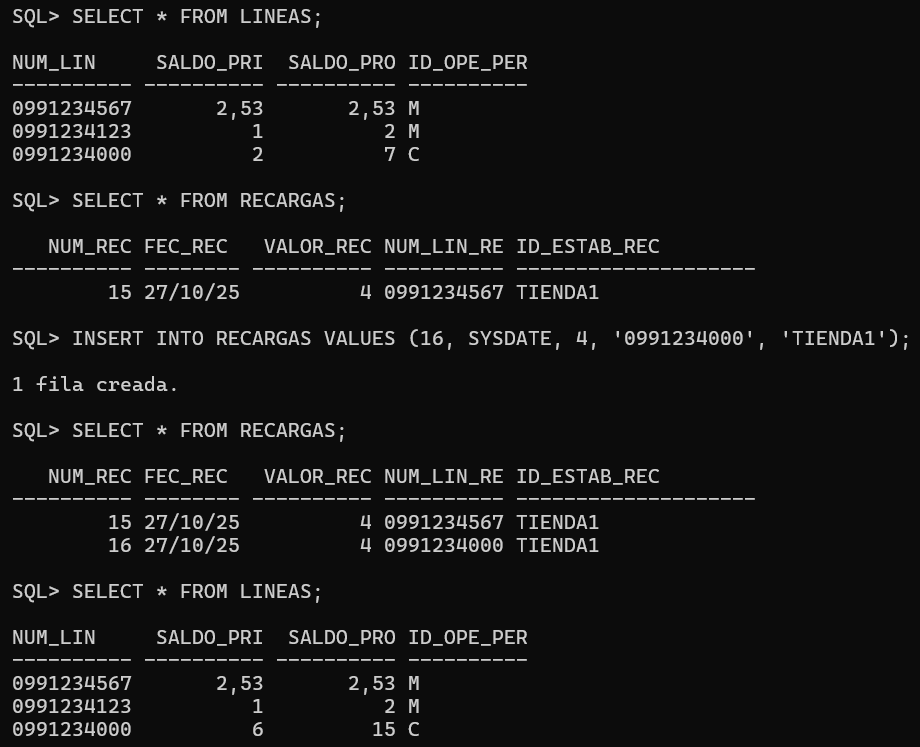 SQL> SELECT * FROM LINEAS;
NUM_LIN     SALDO_PRI  SALDO_PRO ID_OPE_PER
---------- ---------- ---------- ----------
0991234567       2,53       2,53 M
0991234123          1          2 M
0991234000          2          7 C
SQL> SELECT * FROM RECARGAS;
   NUM_REC FEC_REC   VALOR_REC NUM_LIN_RE ID_ESTAB_REC
---------- -------- ---------- ---------- --------------------
        15 27/10/25          4 0991234567 TIENDA1
SQL> INSERT INTO RECARGAS VALUES (16, SYSDATE, 4, '0991234000', 'TIENDA1');
1 fila creada.
SQL> SELECT * FROM RECARGAS;
   NUM_REC FEC_REC   VALOR_REC NUM_LIN_RE ID_ESTAB_REC
---------- -------- ---------- ---------- --------------------
        15 27/10/25          4 0991234567 TIENDA1
        16 27/10/25          4 0991234000 TIENDA1
SQL> SELECT * FROM LINEAS;
NUM_LIN     SALDO_PRI  SALDO_PRO ID_OPE_PER
---------- ---------- ---------- ----------
0991234567       2,53       2,53 M
0991234123          1          2 M
0991234000          6         15 C